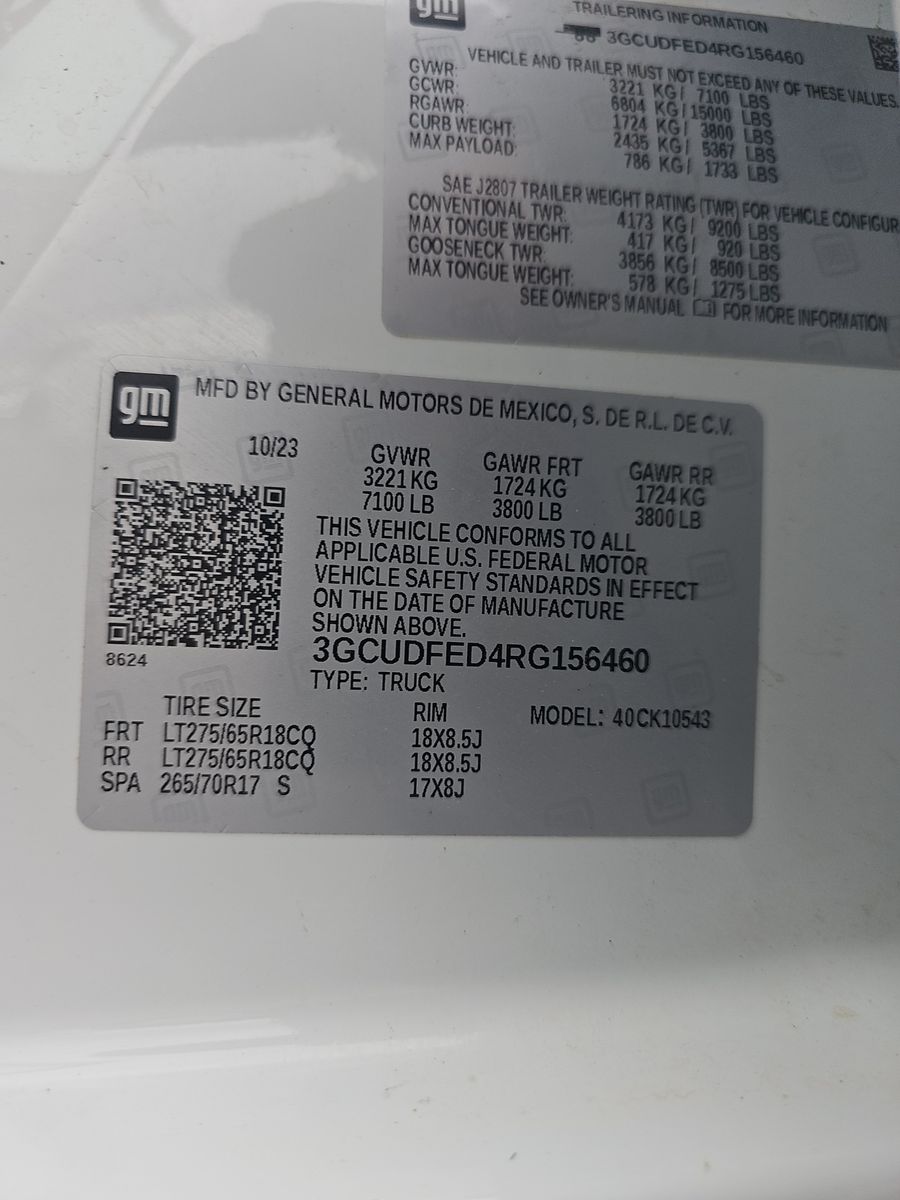 gm
TRAILERING INFORMATION
3GCUDFED4RG156460
VEHICLE AND TRAILER MUST NOT EXCEED ANY OF THESE VALUES.
GVWR: 3221 KG/ 7100 LBS
GCWR: 6804 KG/ 15000 LBS
RGAWR: 1724 KG/ 3800 LBS
CURB WEIGHT: 2435 KG/ 5367 LBS
MAX PAYLOAD: 786 KG/ 1733 LBS
SAE J2807 TRAILER WEIGHT RATING (TWR) FOR VEHICLE CONFIGUR
CONVENTIONAL TWR: 4173 KG/ 9200 LBS
MAX TONGUE WEIGHT: 417 KG/ 920 LBS
GOOSENECK TWR: 3856 KG/ 8500 LBS
MAX TONGUE WEIGHT: 578 KG/ 1275 LBS
SEE OWNER'S MANUAL FOR MORE INFORMATION
gm
MFD BY GENERAL MOTORS DE MEXICO, S. DE R.L. DE C.V.
10/23 GVWR GAWR FRT GAWR RR
3221 KG 1724 KG 1724 KG
7100 LB 3800 LB 3800 LB
THIS VEHICLE CONFORMS TO ALL
APPLICABLE U.S. FEDERAL MOTOR
VEHICLE SAFETY STANDARDS IN EFFECT
ON THE DATE OF MANUFACTURE
SHOWN ABOVE.
8624
3GCUDFED4RG156460
TYPE: TRUCK
TIRE SIZE RIM MODEL: 40CK10543
FRT LT275/65R18CQ 18X8.5J
RR LT275/65R18CQ 18X8.5J
SPA 265/70R17 S 17X8J